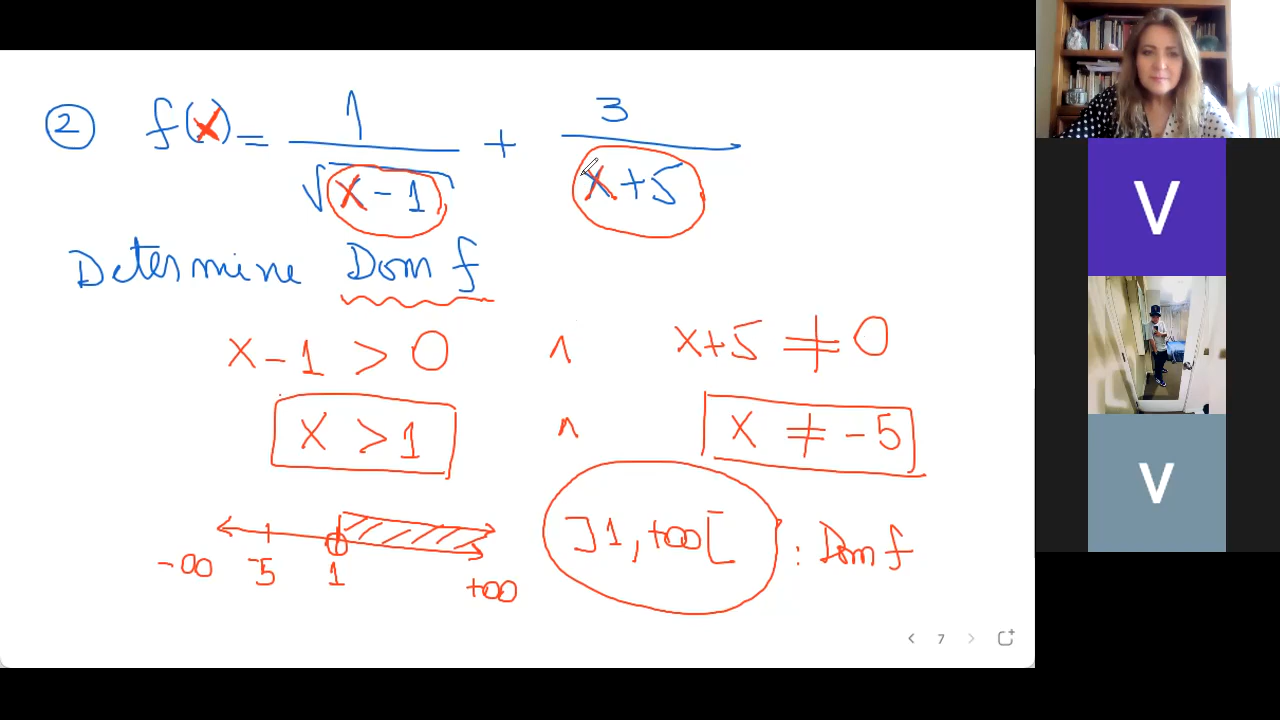 ② f(x) = 1/√(x-1) + 3/(x+5)
Determine Dom f
x-1 > 0 ∧ x+5 ≠ 0
x > 1 ∧ x ≠ -5
]1, +∞[ : Dom f
-∞ -5 1 +∞
7
V
V